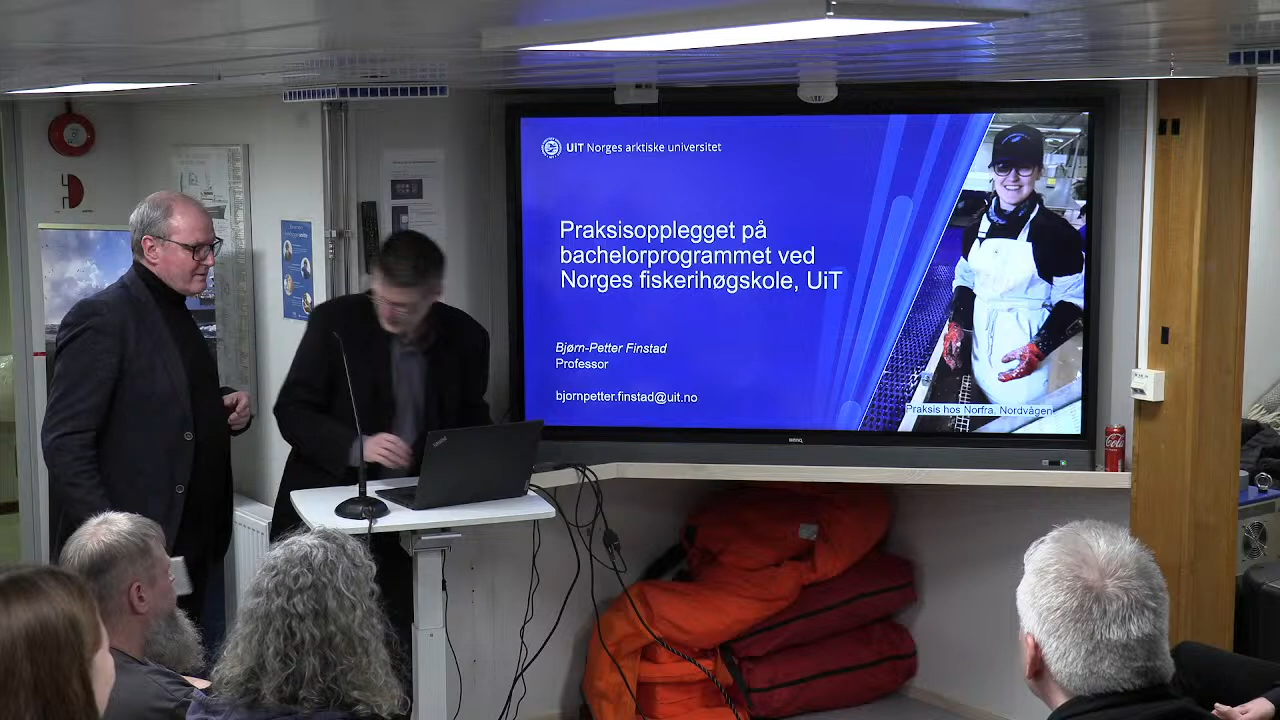 UiT Norges arktiske universitet
Praksisopplegget på
bachelorprogrammet ved
Norges fiskerihøgskole, UiT
Bjørn-Petter Finstad
Professor
bjornpetter.finstad@uit.no
Praksis hos Norfra, Nordvågen
BenQ